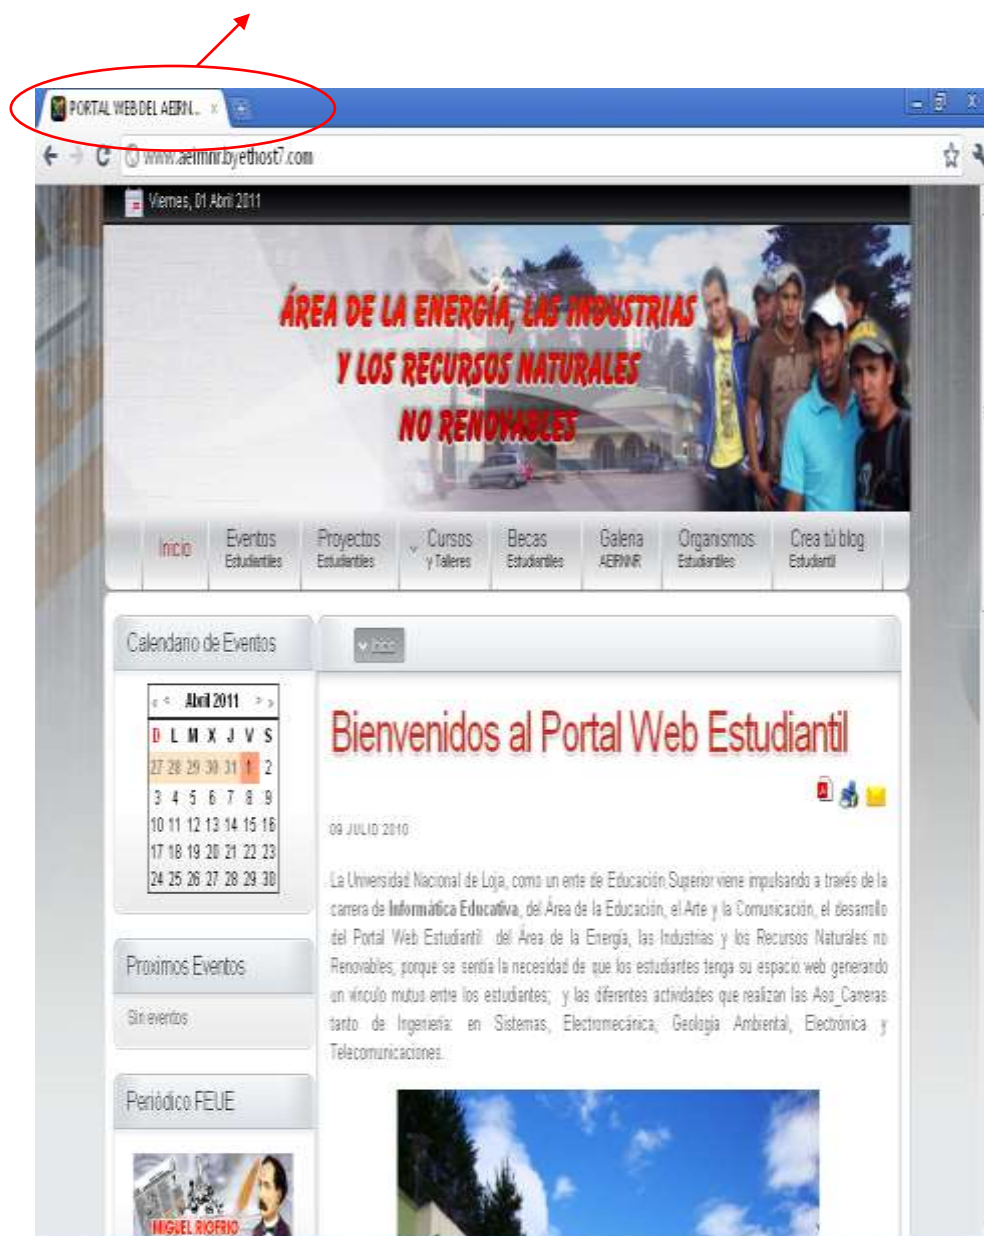 PORTAL WEB DEL AEIRN...
www.aeirnnr.byethost7.com
Viernes, 01 Abril 2011
ÁREA DE LA ENERGÍA, LAS INDUSTRIAS
Y LOS RECURSOS NATURALES
NO RENOVABLES
Inicio
Eventos
Estudiantiles
Proyectos
Estudiantiles
Cursos
y Talleres
Becas
Estudiantiles
Galeria
AEIRNNR
Organismos
Estudiantiles
Crea tú blog
Estudiantil
Calendario de Eventos
Inicio
« < Abril 2011 > »
D L M X J V S
27 28 29 30 31 1 2
3 4 5 6 7 8 9
10 11 12 13 14 15 16
17 18 19 20 21 22 23
24 25 26 27 28 29 30
Bienvenidos al Portal Web Estudiantil
09 JULIO 2010
La Universidad Nacional de Loja, como un ente de Educación Superior viene impulsando a través de la
carrera de Informática Educativa, del Área de la Educación, el Arte y la Comunicación, el desarrollo
del Portal Web Estudiantil del Área de la Energía, las Industrias y los Recursos Naturales no
Renovables, porque se sentía la necesidad de que los estudiantes tenga su espacio web generando
un vínculo mutuo entre los estudiantes; y las diferentes actividades que realizan las Aso_Carreras
tanto de Ingeniería: en Sistemas, Electromecánica, Geología Ambiental, Electrónica y
Telecomunicaciones.
Proximos Eventos
Sin eventos
Periódico FEUE
MIGUEL RIOFRIO